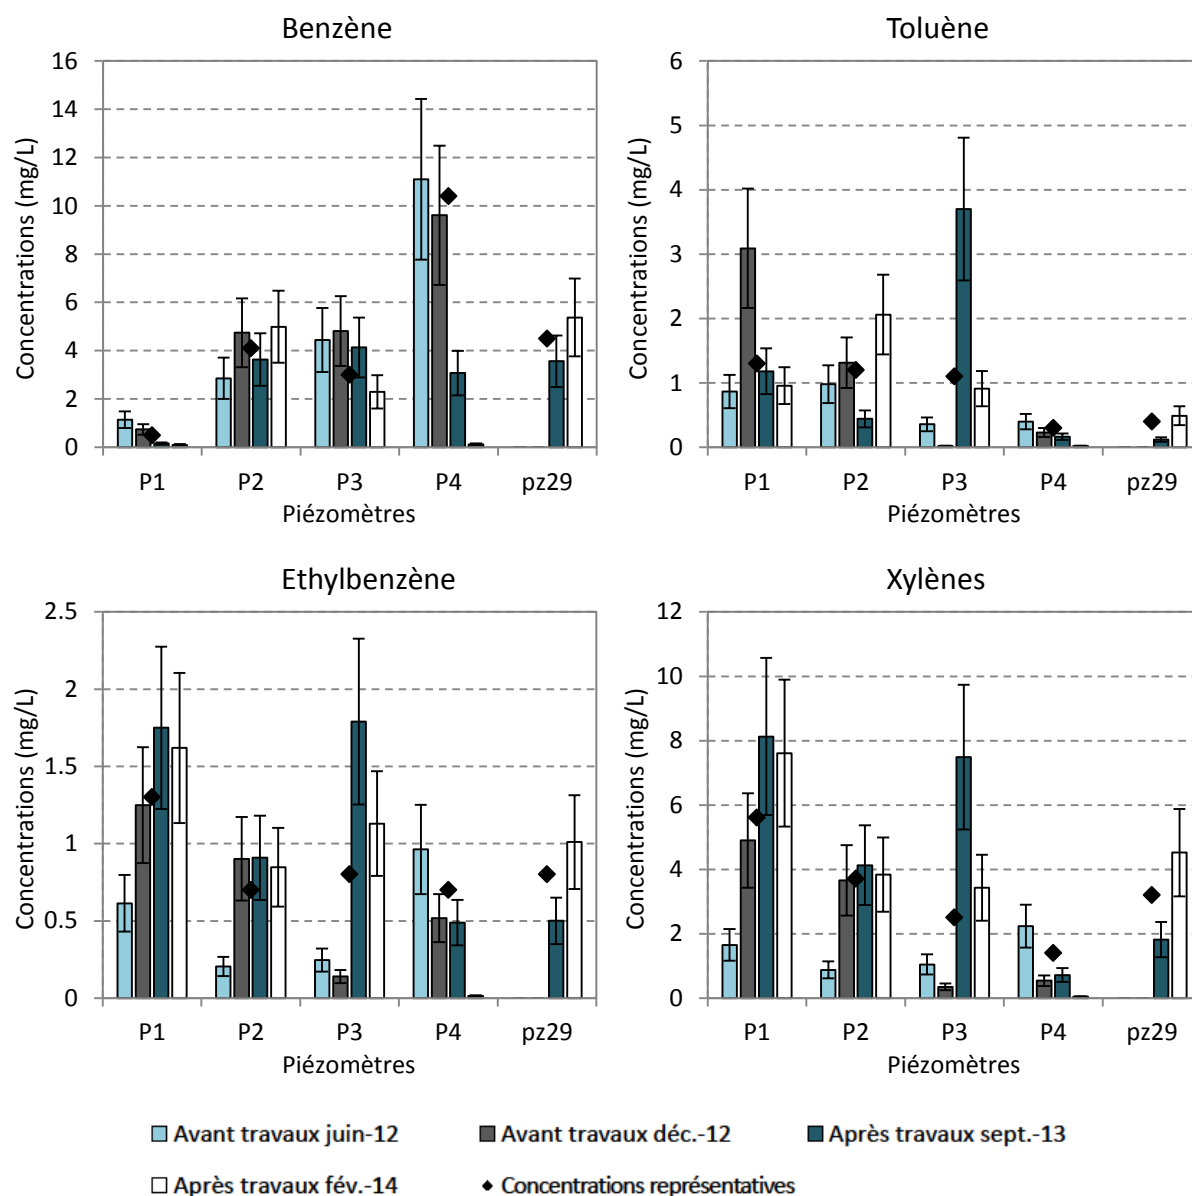 Benzène
Concentrations (mg/L)
16
14
12
10
8
6
4
2
0
P1 P2 P3 P4 pz29
Piézomètres
Toluène
Concentrations (mg/L)
6
5
4
3
2
1
0
P1 P2 P3 P4 pz29
Piézomètres
Ethylbenzène
Concentrations (mg/L)
2.5
2
1.5
1
0.5
0
P1 P2 P3 P4 pz29
Piézomètres
Xylènes
Concentrations (mg/L)
12
10
8
6
4
2
0
P1 P2 P3 P4 pz29
Piézomètres
Avant travaux juin-12 Avant travaux déc.-12 Après travaux sept.-13
Après travaux fév.-14 Concentrations représentatives